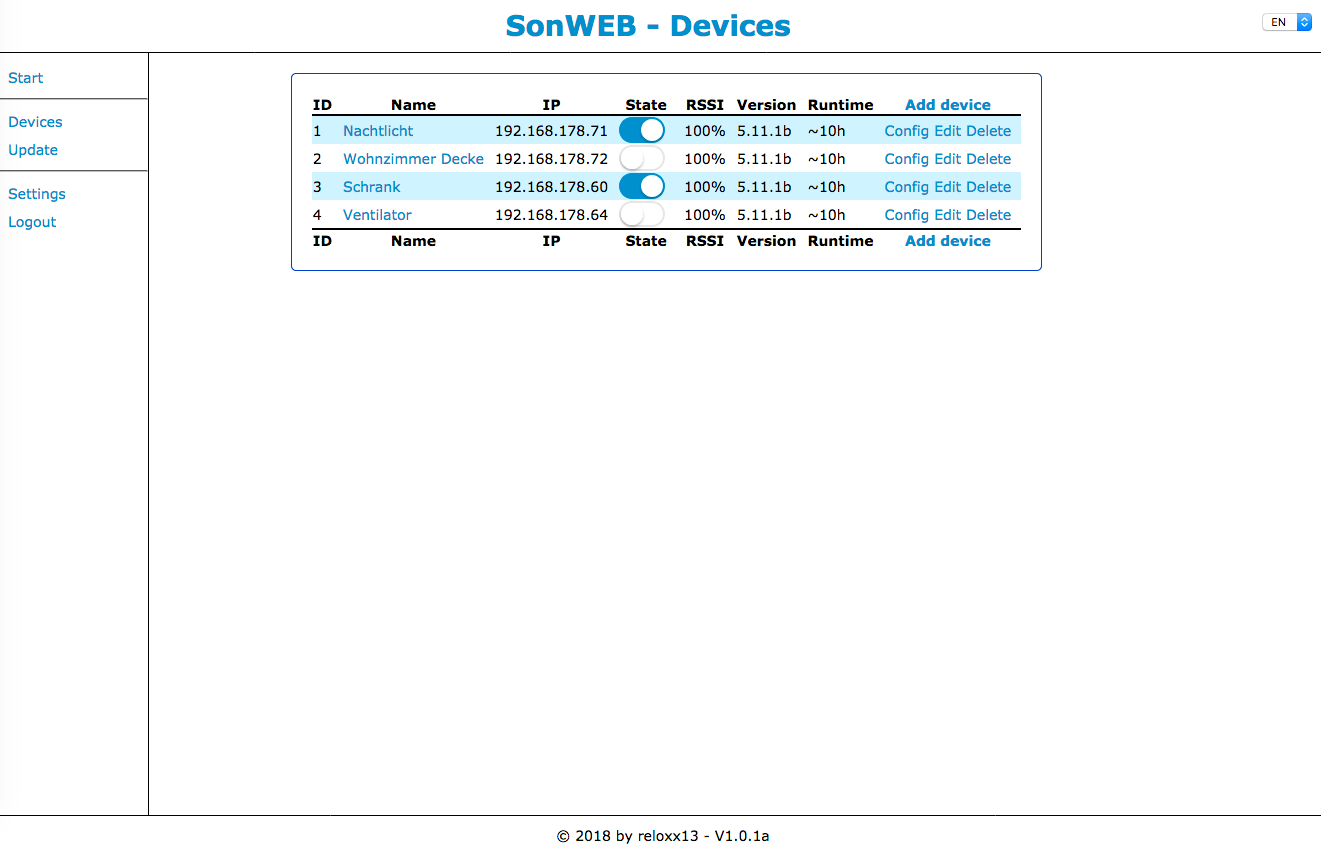 SonWEB - Devices
EN
Start
Devices
Update
Settings
Logout
ID Name IP State RSSI Version Runtime Add device
1 Nachtlicht 192.168.178.71 100% 5.11.1b ~10h Config Edit Delete
2 Wohnzimmer Decke 192.168.178.72 100% 5.11.1b ~10h Config Edit Delete
3 Schrank 192.168.178.60 100% 5.11.1b ~10h Config Edit Delete
4 Ventilator 192.168.178.64 100% 5.11.1b ~10h Config Edit Delete
ID Name IP State RSSI Version Runtime Add device
© 2018 by reloxx13 - V1.0.1a